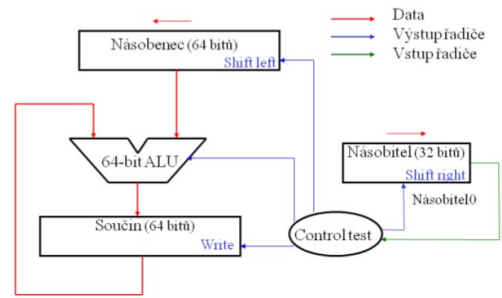 Data
Výstup řadiče
Vstup řadiče
Násobenec (64 bitů)
Shift left
64-bit ALU
Násobitel (32 bitů)
Shift right
Násobitel0
Součin (64 bitů)
Write
Control test